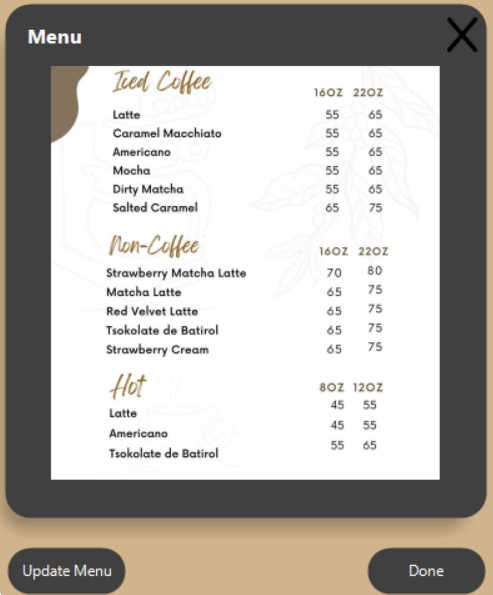 Menu
Iced Coffee
16OZ 22OZ
Latte 55 65
Caramel Macchiato 55 65
Americano 55 65
Mocha 55 65
Dirty Matcha 55 65
Salted Caramel 65 75
Non-Coffee
16OZ 22OZ
Strawberry Matcha Latte 70 80
Matcha Latte 65 75
Red Velvet Latte 65 75
Tsokolate de Batirol 65 75
Strawberry Cream 65 75
Hot
8OZ 12OZ
Latte 45 55
Americano 45 55
Tsokolate de Batirol 55 65
Update Menu Done